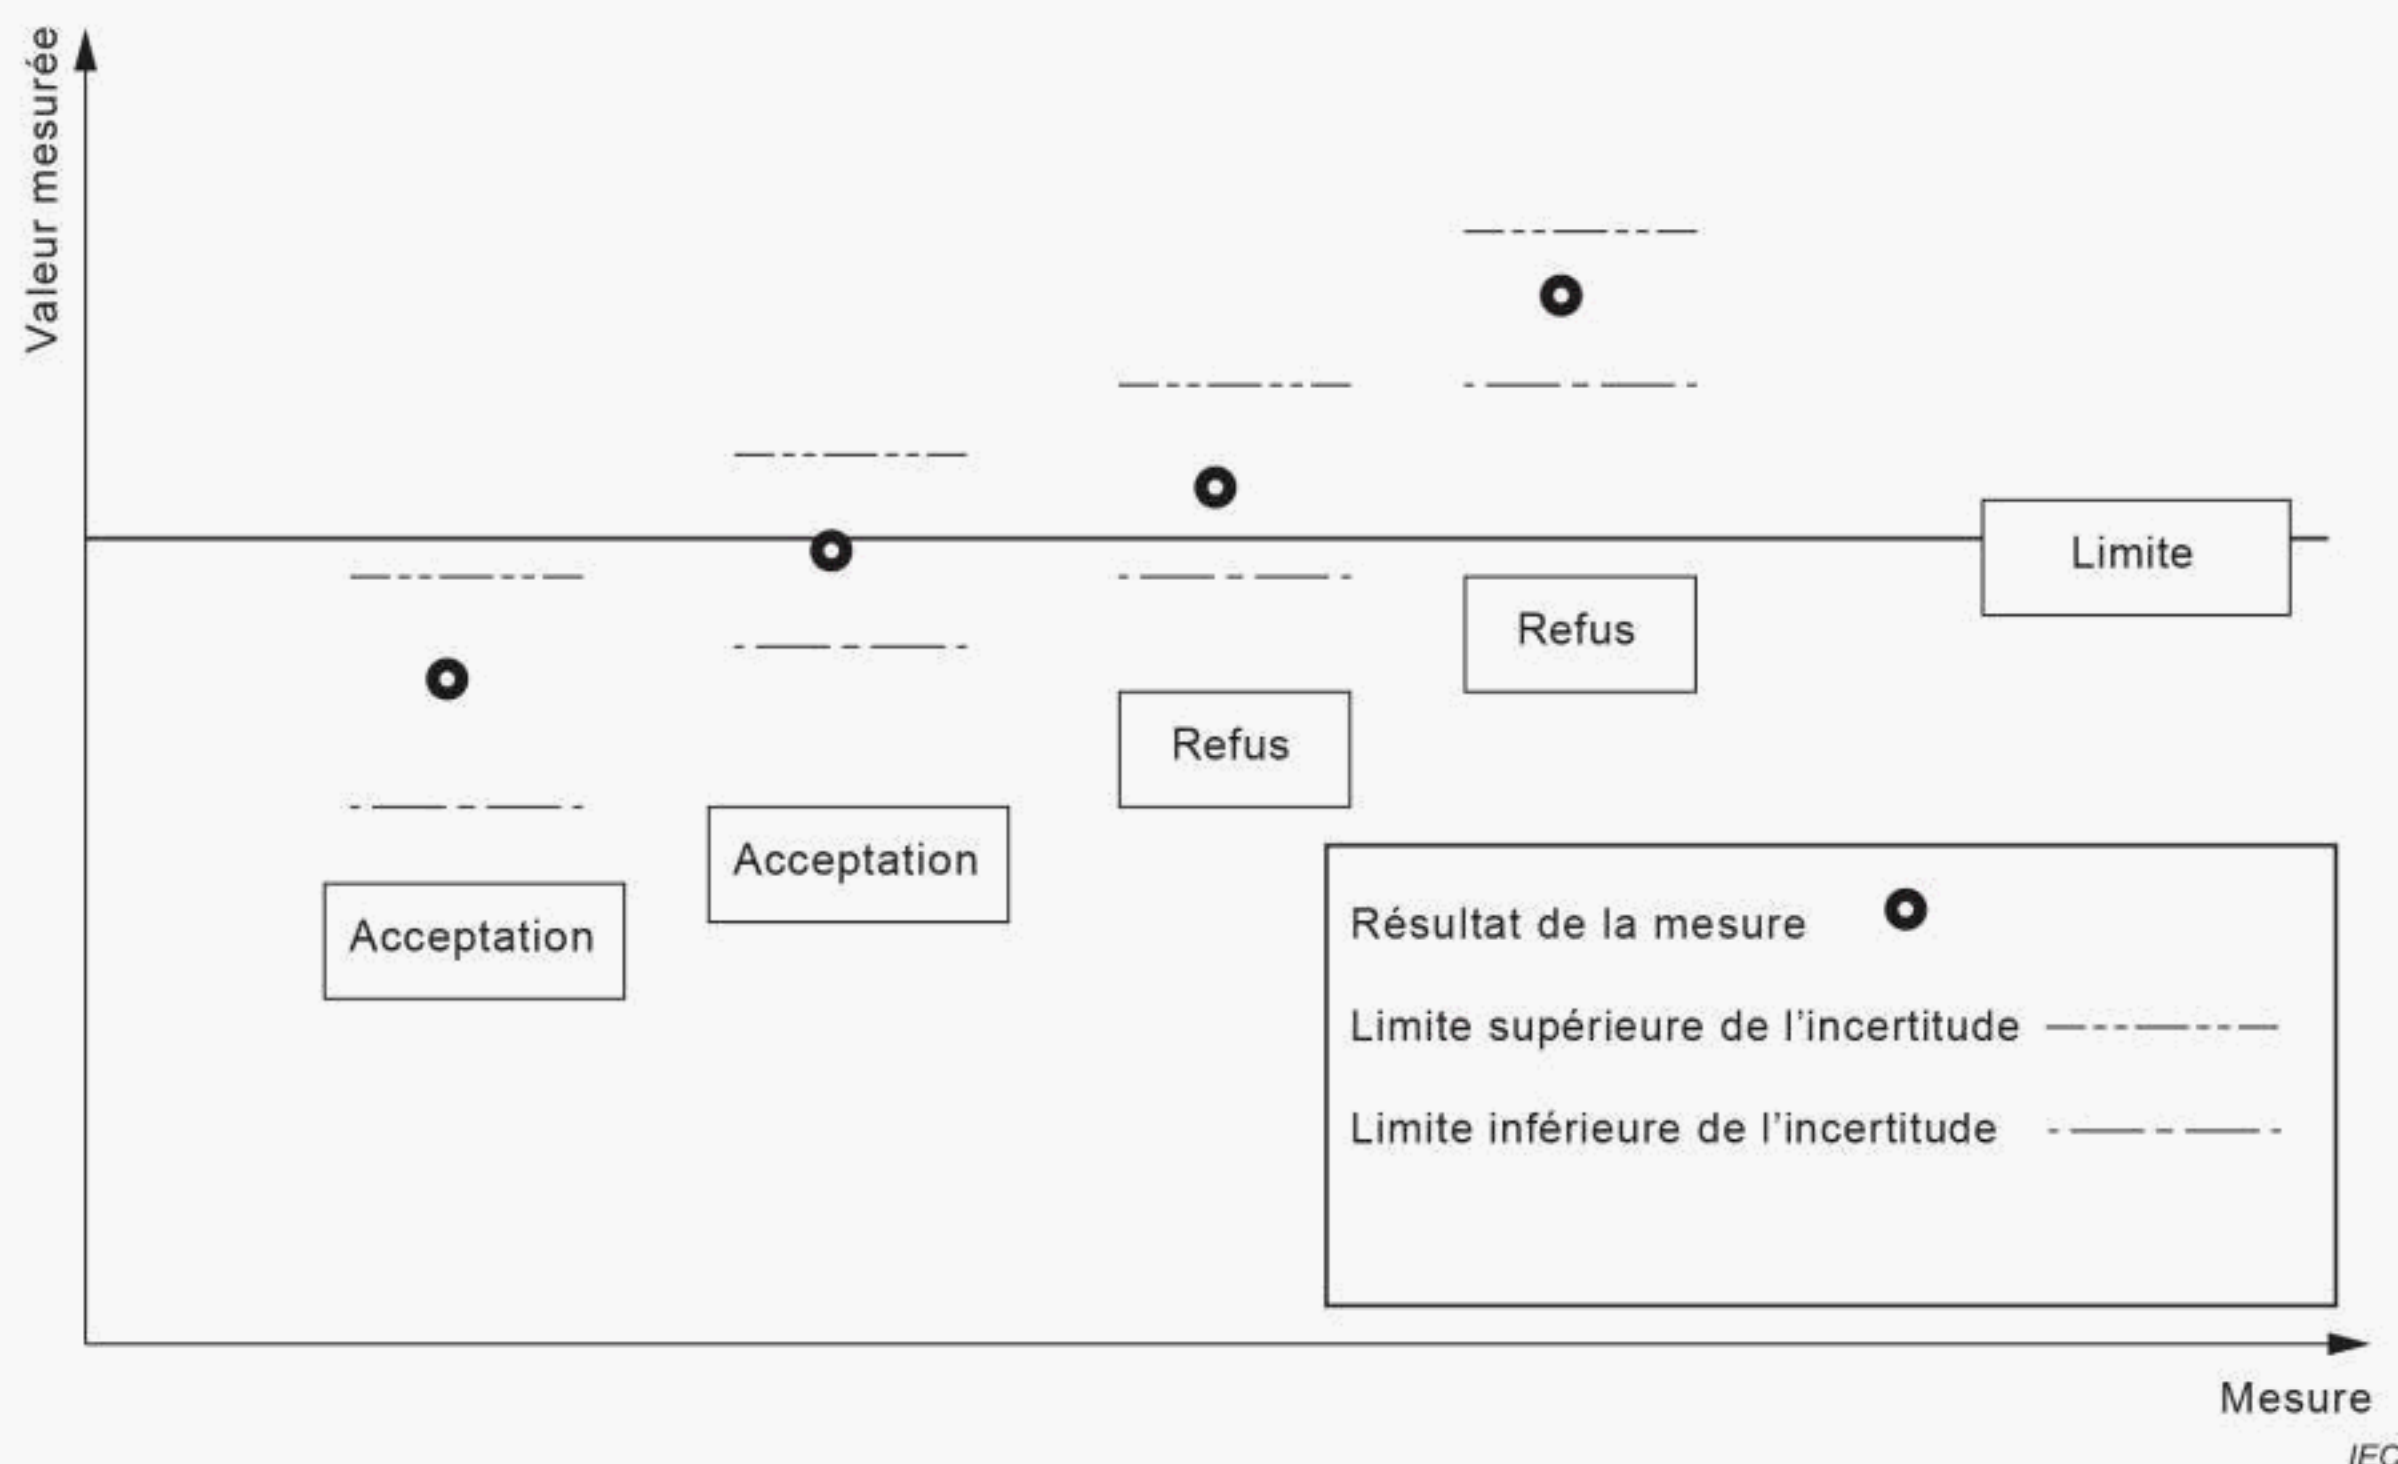 Valeur mesurée
Limite
Refus
Refus
Acceptation
Acceptation
Résultat de la mesure
Limite supérieure de l'incertitude
Limite inférieure de l'incertitude
Mesure
IEC